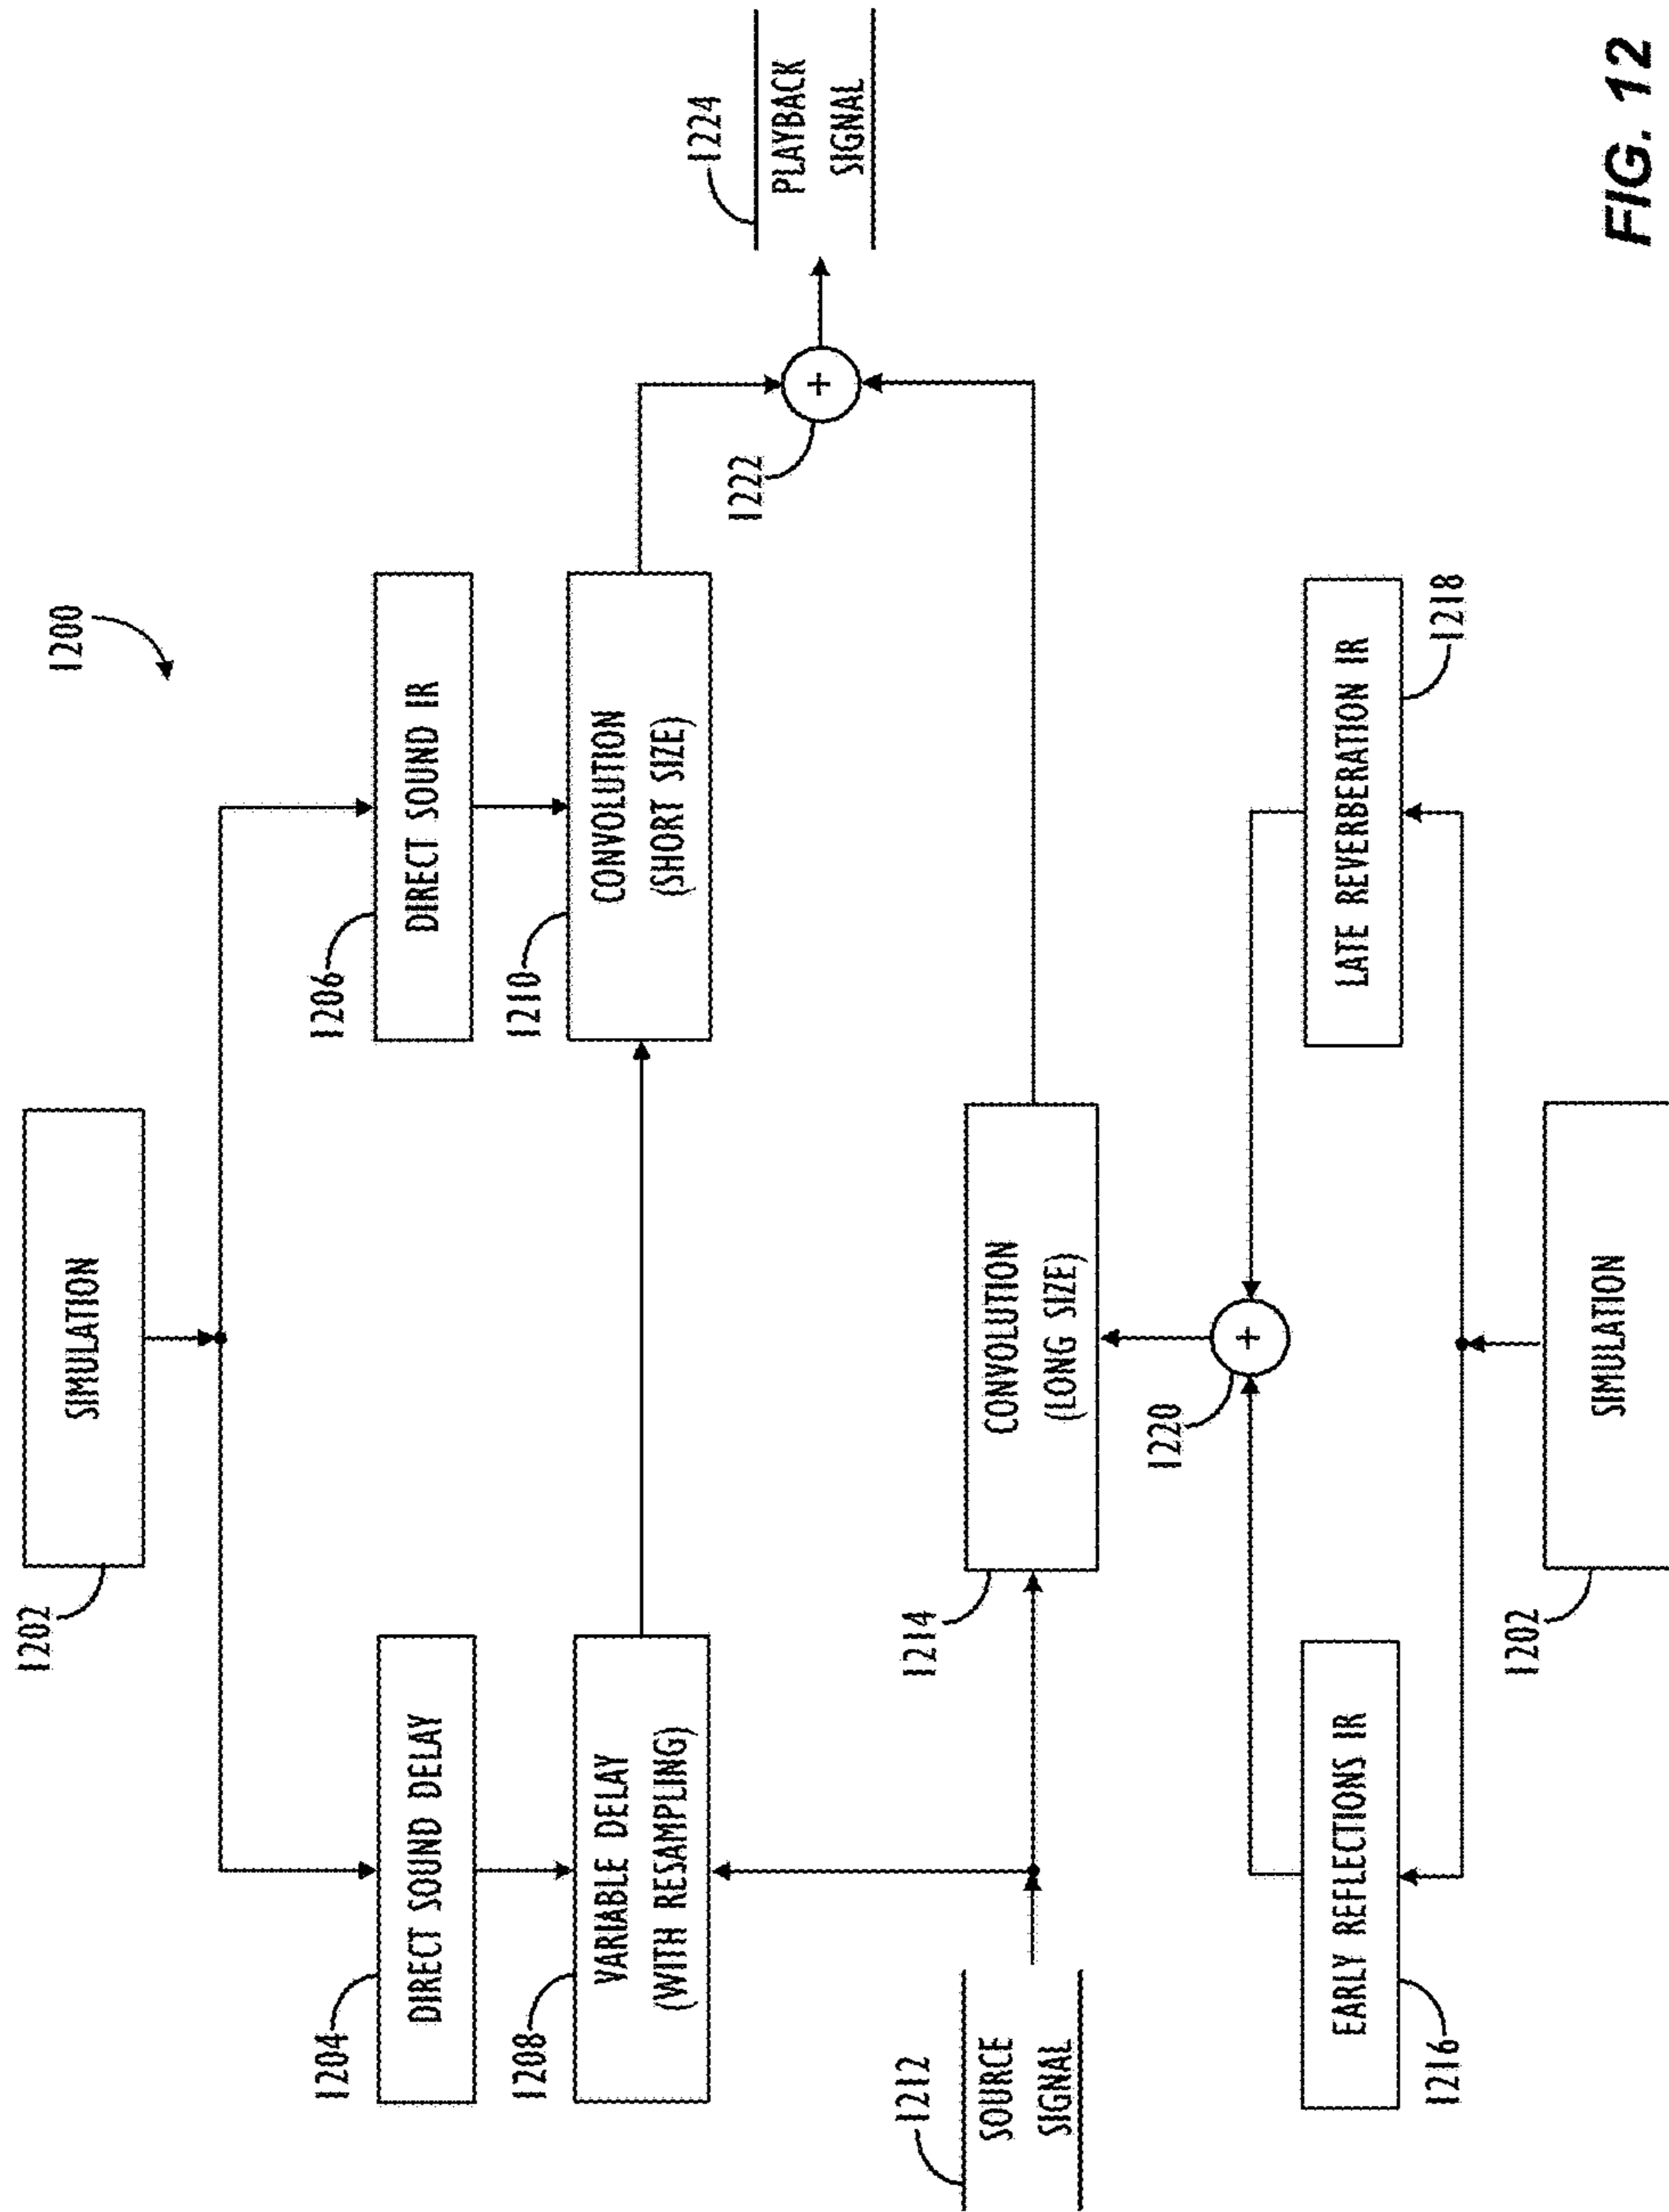 1200
1202
SIMULATION
1204
DIRECT SOUND DELAY
1206
DIRECT SOUND IR
1208
VARIABLE DELAY
(WITH RESAMPLING)
1210
CONVOLUTION
(SHORT SIZE)
1224
PLAYBACK
SIGNAL
1222
+
1212
SOURCE
SIGNAL
1214
CONVOLUTION
(LONG SIZE)
1220
+
1216
EARLY REFLECTIONS IR
LATE REVERBERATION IR
1218
1202
SIMULATION
FIG. 12